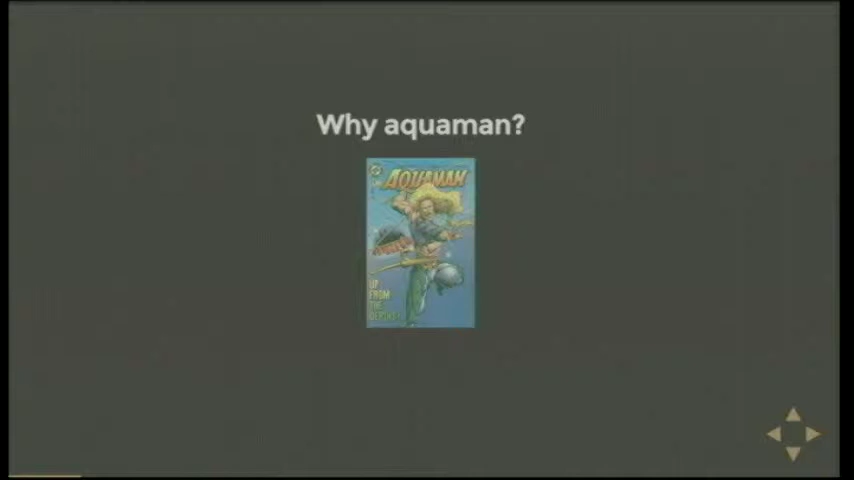 Why aquaman?
AQUAMAN
UP
FROM
THE
DEPTHS!